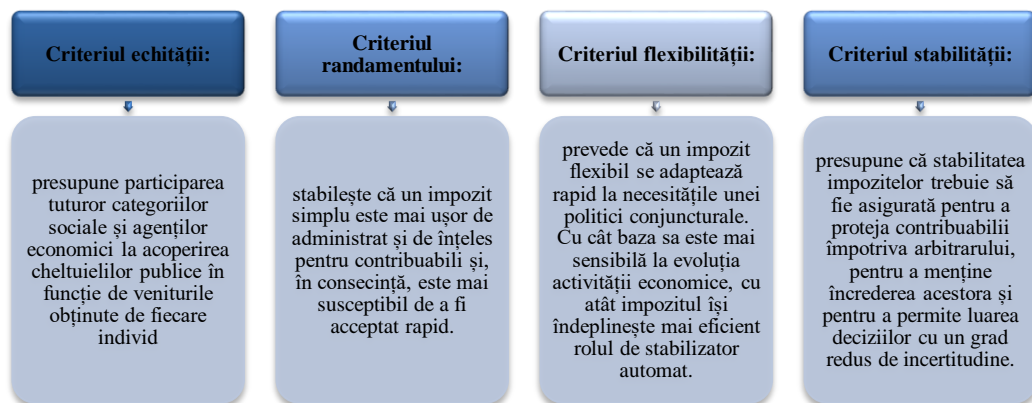 Criteriul echității:
presupune participarea
tuturor categoriilor
sociale și agenților
economici la acoperirea
cheltuielilor publice în
funcție de veniturile
obținute de fiecare
individ
Criteriul
randamentului:
stabilește că un impozit
simplu este mai ușor de
administrat și de înțeles
pentru contribuabili și,
în consecință, este mai
susceptibil de a fi
acceptat rapid.
Criteriul flexibilității:
prevede că un impozit
flexibil se adaptează
rapid la necesitățile unei
politici conjuncturale.
Cu cât baza sa este mai
sensibilă la evoluția
activității economice, cu
atât impozitul își
îndeplinește mai eficient
rolul de stabilizator
automat.
Criteriul stabilității:
presupune că stabilitatea
impozitelor trebuie să
fie asigurată pentru a
proteja contribuabilii
împotriva arbitrarului,
pentru a menține
încrederea acestora și
pentru a permite luarea
deciziilor cu un grad
redus de incertitudine.